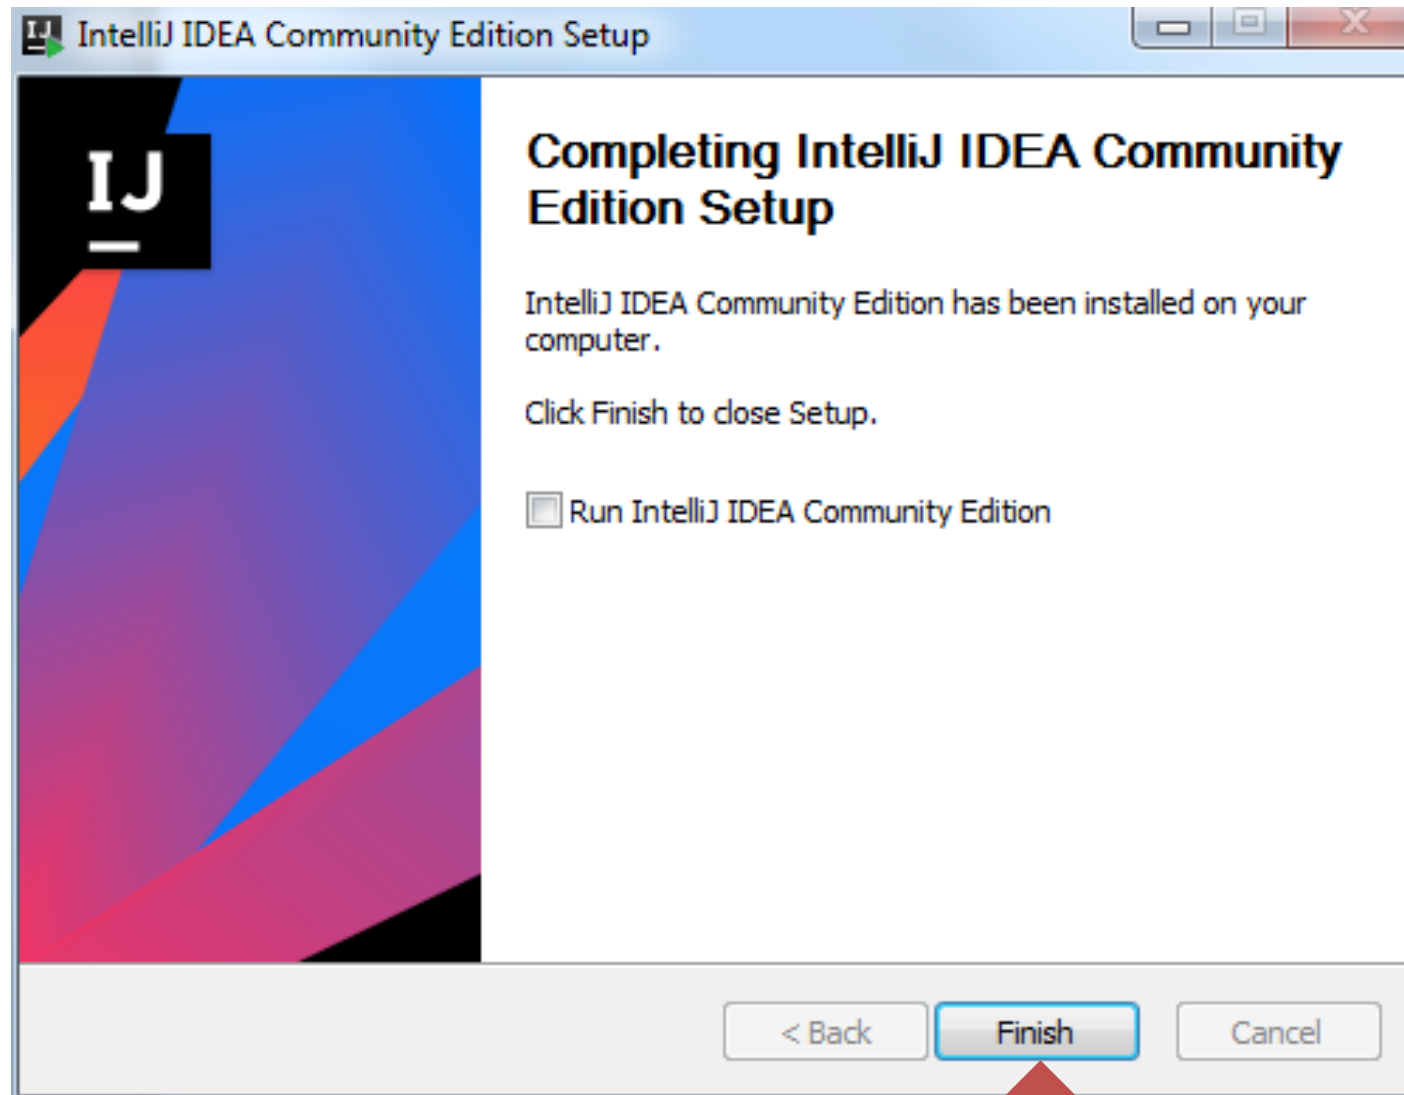 IntelliJ IDEA Community Edition Setup
IJ
Completing IntelliJ IDEA Community
Edition Setup
IntelliJ IDEA Community Edition has been installed on your
computer.
Click Finish to close Setup.
Run IntelliJ IDEA Community Edition
< Back
Finish
Cancel